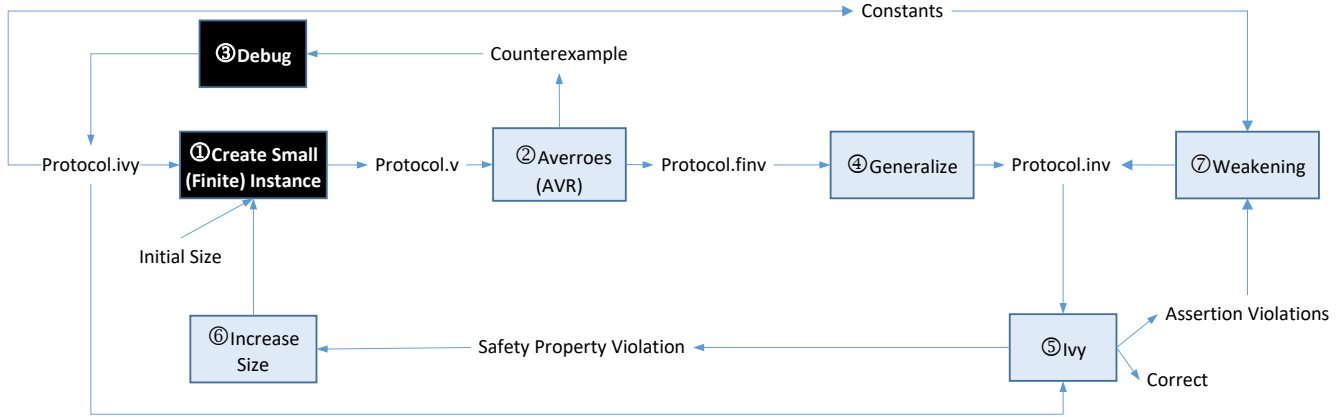 Constants
③Debug
Counterexample
Protocol.ivy
①Create Small
(Finite) Instance
Protocol.v
②Averroes
(AVR)
Protocol.finv
④Generalize
Protocol.inv
⑦Weakening
Initial Size
⑥Increase
Size
Safety Property Violation
⑤Ivy
Assertion Violations
Correct